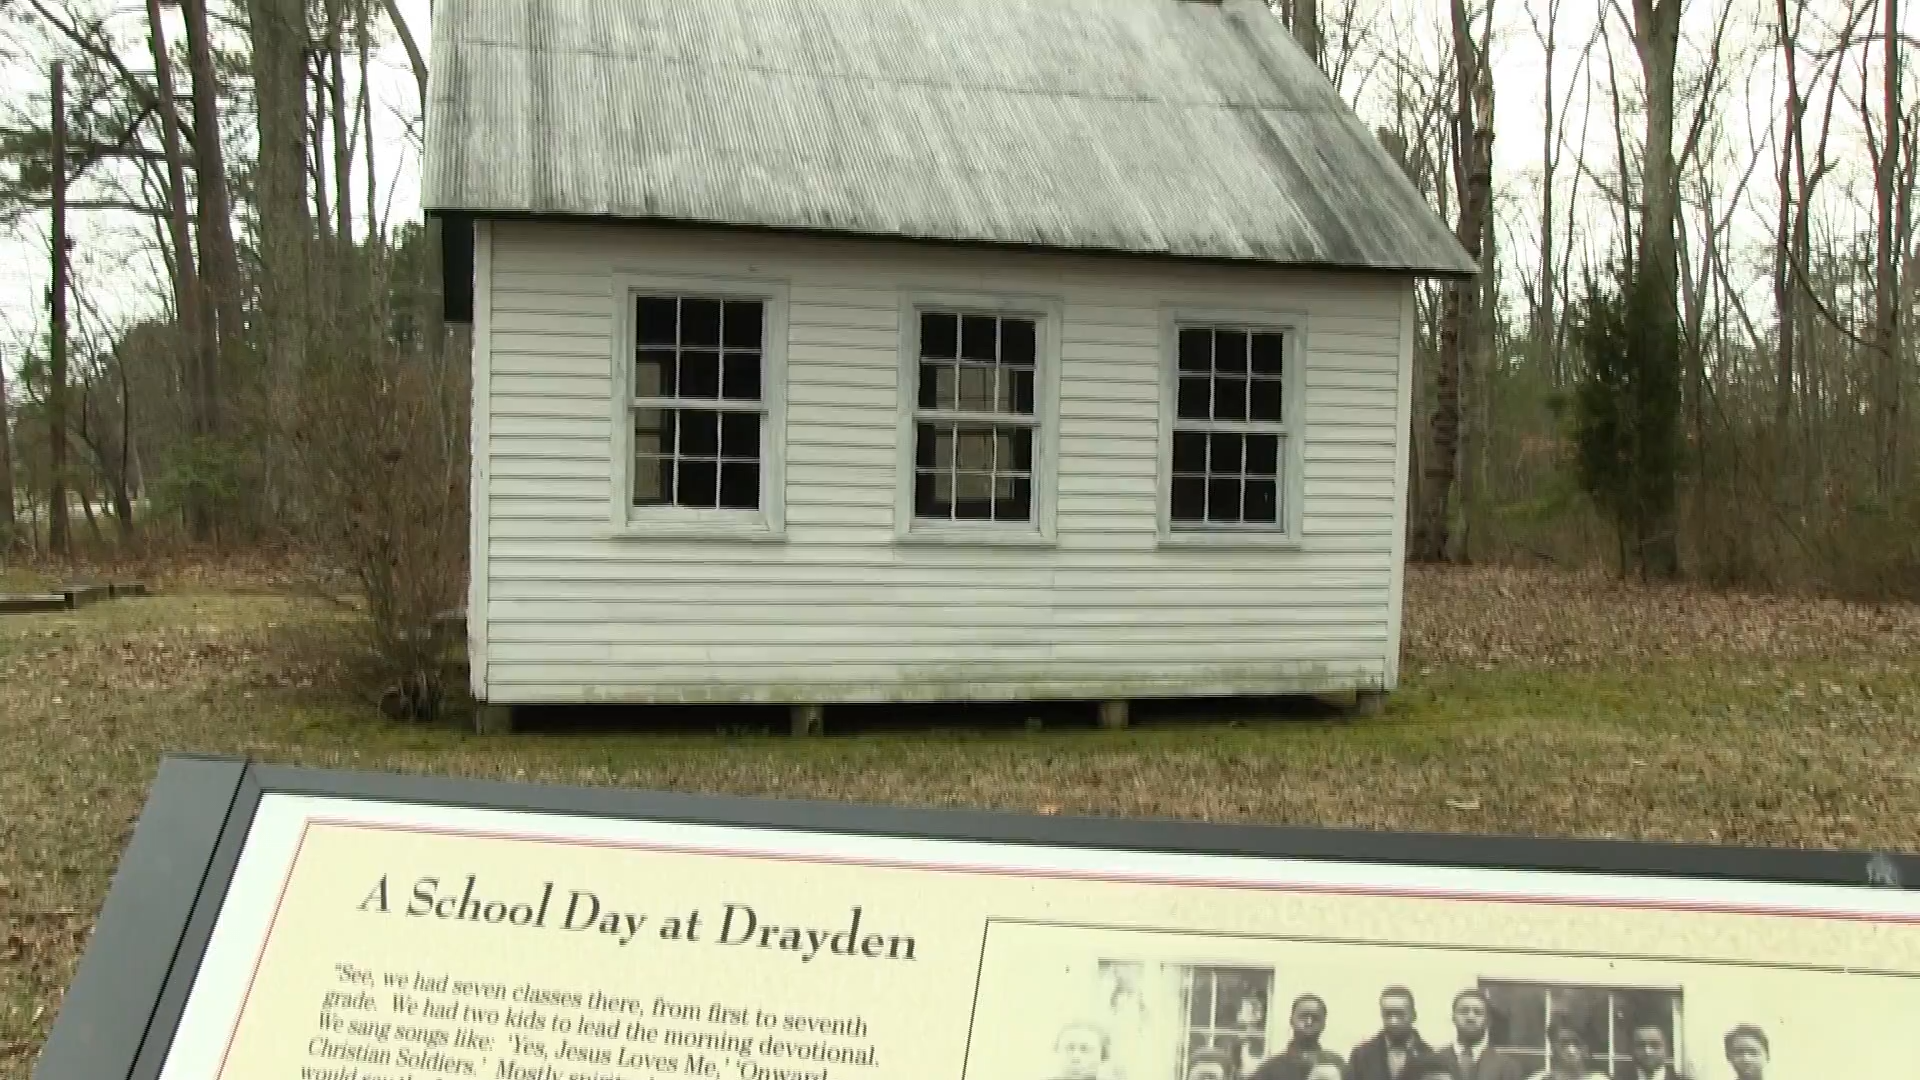 A School Day at Drayden
"See, we had seven classes there, from first to seventh
grade. We had two kids to lead the morning devotional.
We sang songs like: 'Yes, Jesus Loves Me,' 'Onward
Christian Soldiers.' Mostly
would